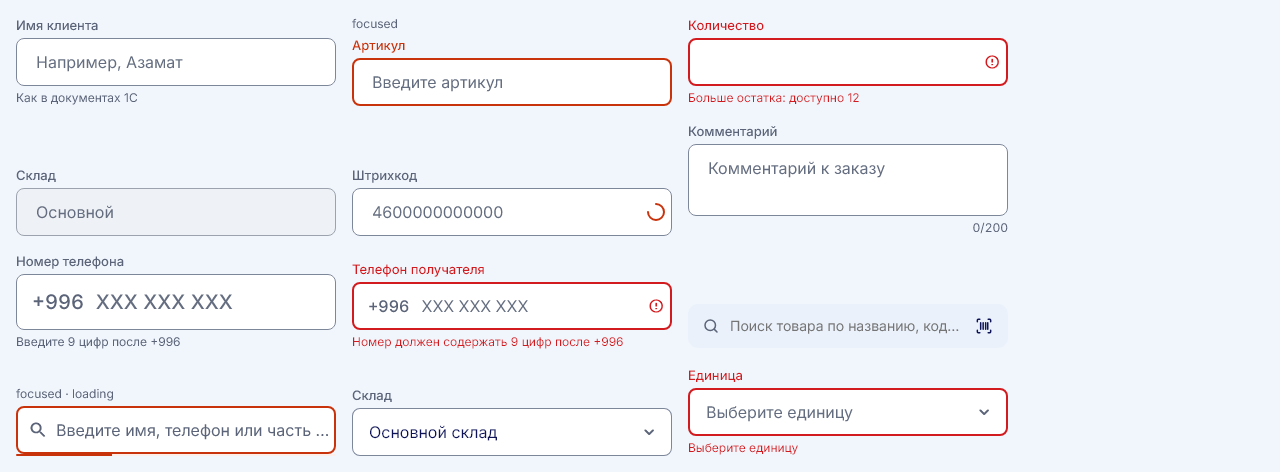 Имя клиента
Например, Азамат
Как в документах 1С
focused
Артикул
Введите артикул
Количество
Больше остатка: доступно 12
Комментарий
Комментарий к заказу
0/200
Склад
Основной
Штрихкод
4600000000000
Номер телефона
+996 XXX XXX XXX
Введите 9 цифр после +996
Телефон получателя
+996 XXX XXX XXX
Номер должен содержать 9 цифр после +996
Поиск товара по названию, код...
focused · loading
Введите имя, телефон или часть ...
Склад
Основной склад
Единица
Выберите единицу
Выберите единицу